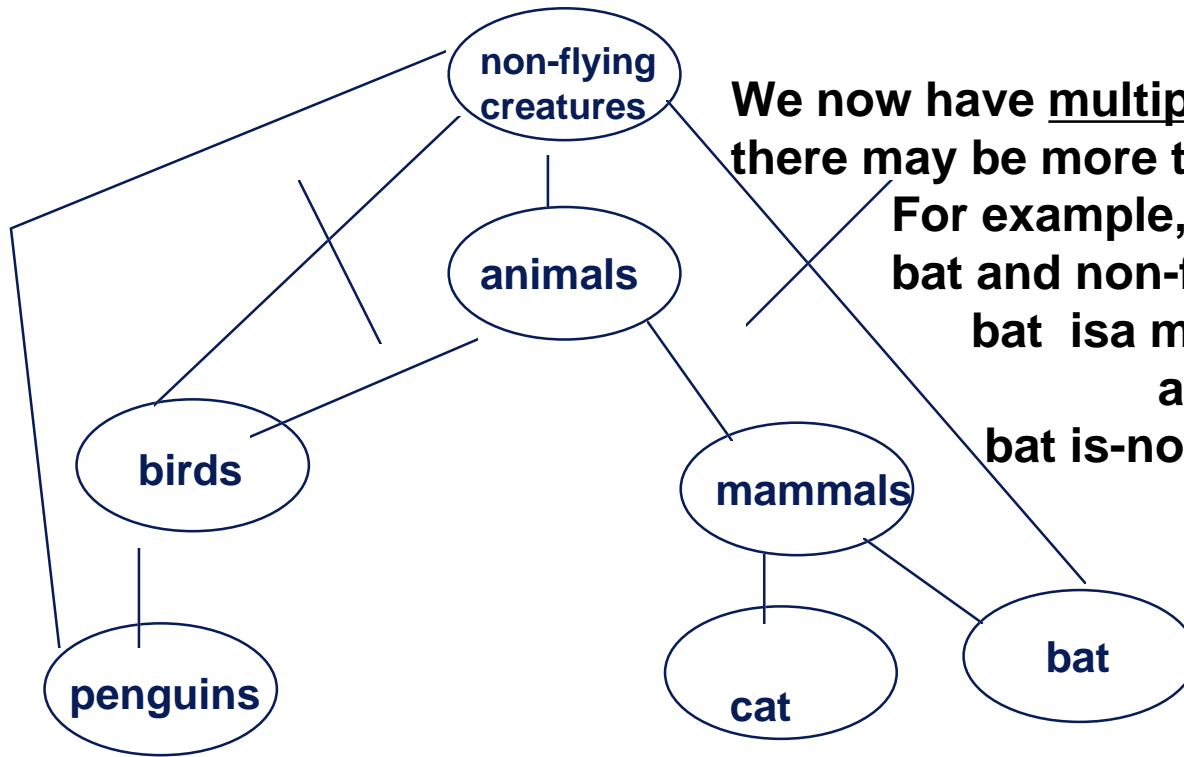 non-flying
creatures
We now have multip
there may be more t
For example,
animals
bat and non-f
bat isa m
a
bat is-no
birds
mammals
bat
penguins
cat